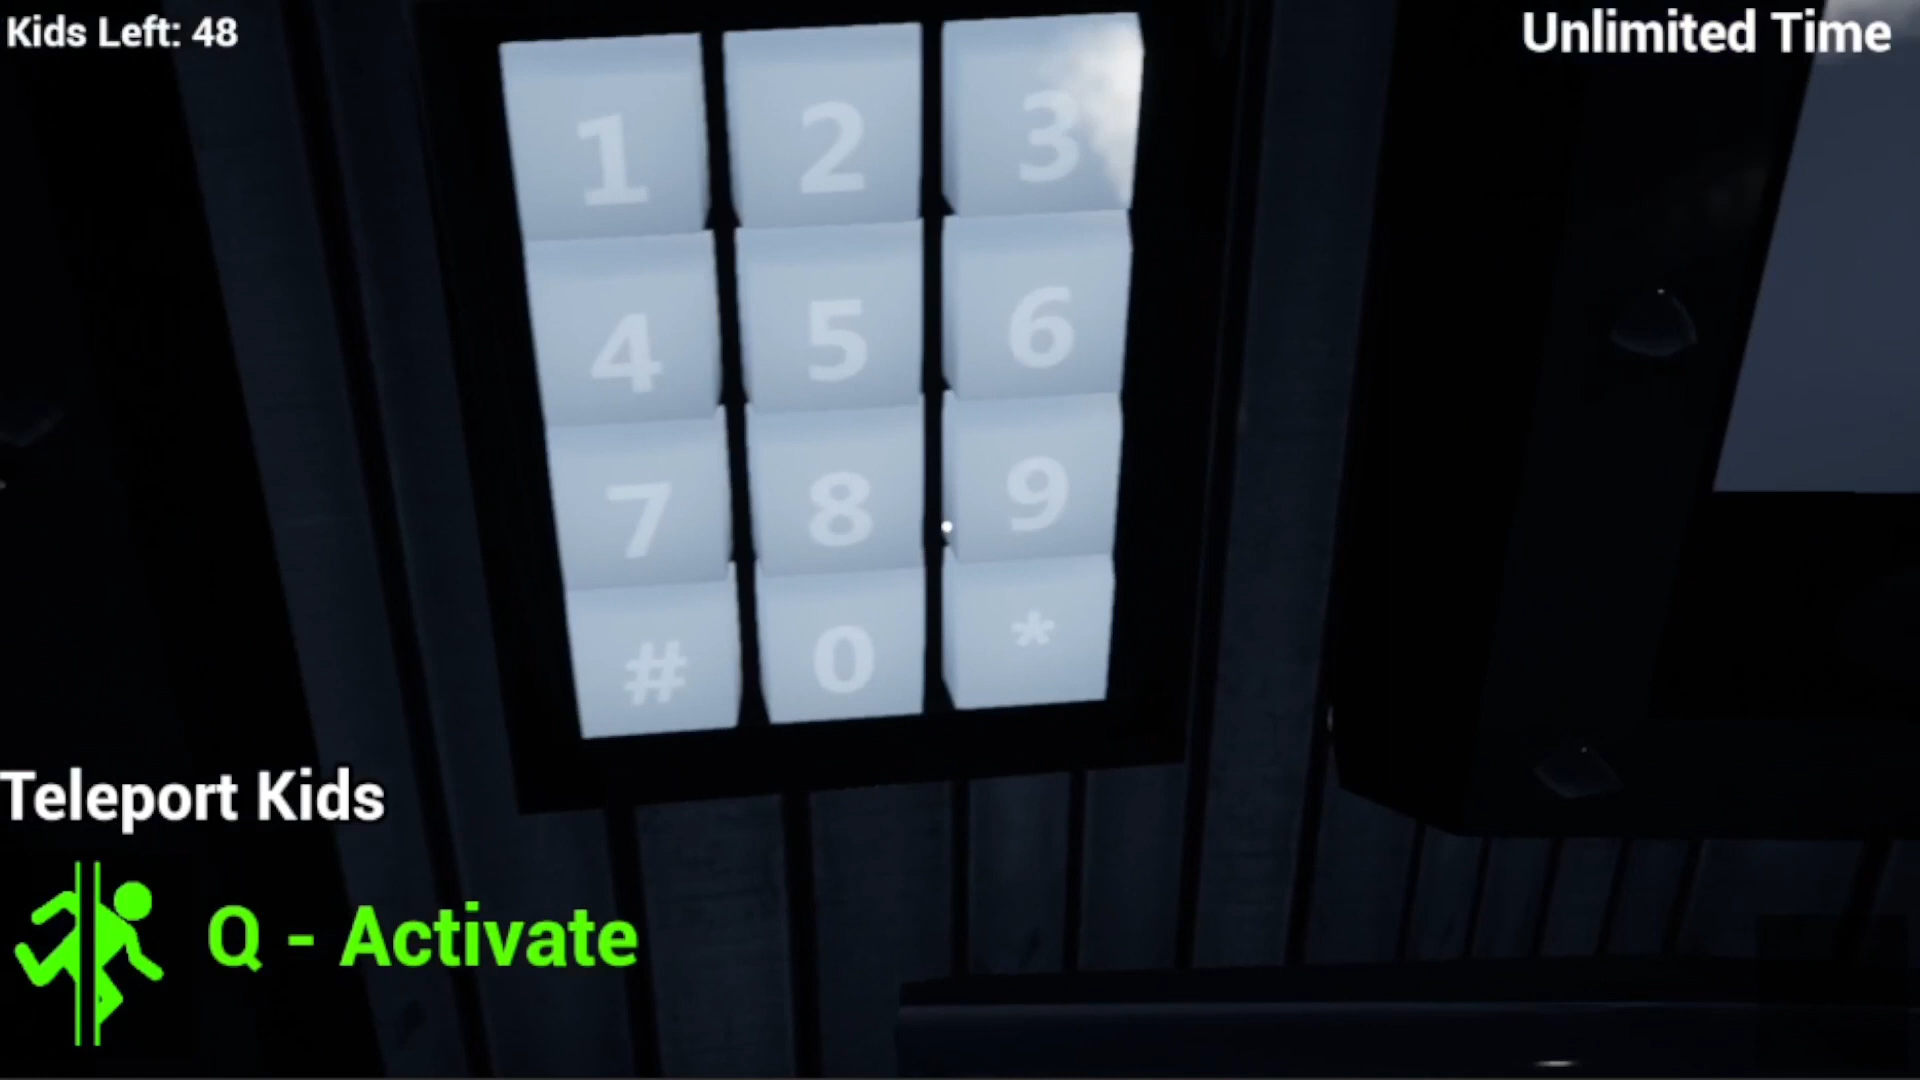 Kids Left: 48
Unlimited Time
1 2 3
4 5 6
7 8 9
# 0 *
Teleport Kids
Q - Activate